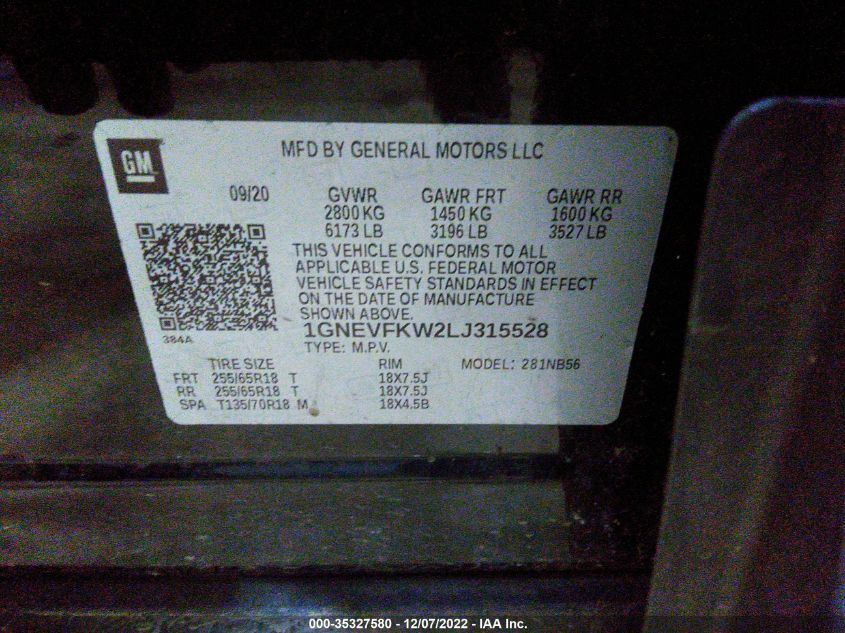 GM
MFD BY GENERAL MOTORS LLC
09/20 GVWR GAWR FRT GAWR RR
2800 KG 1450 KG 1600 KG
6173 LB 3196 LB 3527 LB
THIS VEHICLE CONFORMS TO ALL
APPLICABLE U.S. FEDERAL MOTOR
VEHICLE SAFETY STANDARDS IN EFFECT
ON THE DATE OF MANUFACTURE
SHOWN ABOVE.
1GNEVFKW2LJ315528
384A
TYPE: M.P.V.
TIRE SIZE RIM MODEL: 281NB56
FRT 255/65R18 T 18X7.5J
RR 255/65R18 T 18X7.5J
SPA T135/70R18 M 18X4.5B
000-35327580 - 12/07/2022 - IAA Inc.